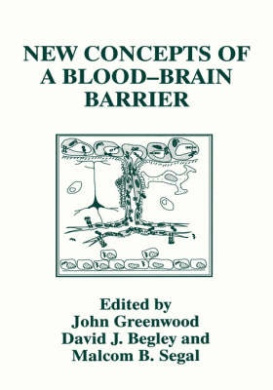 NEW CONCEPTS OF
A BLOOD–BRAIN
BARRIER
Edited by
John Greenwood
David J. Begley and
Malcom B. Segal